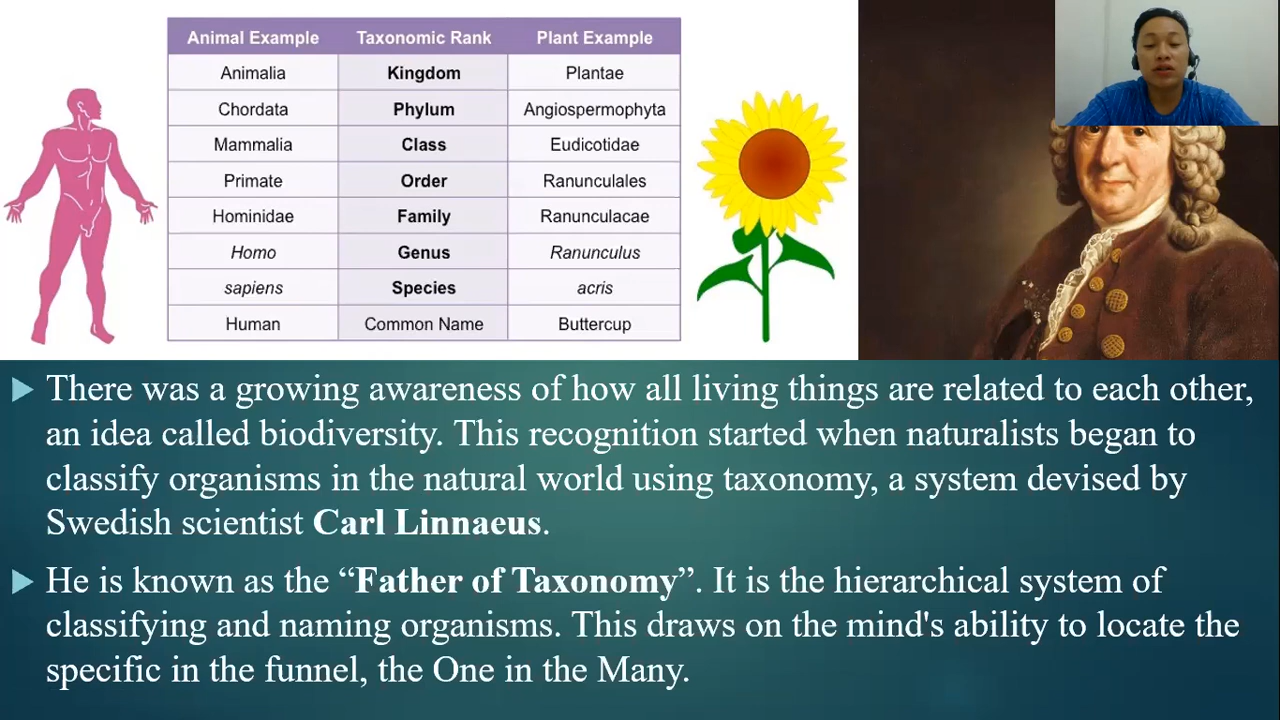 Animal Example Taxonomic Rank Plant Example
Animalia Kingdom Plantae
Chordata Phylum Angiospermophyta
Mammalia Class Eudicotidae
Primate Order Ranunculales
Hominidae Family Ranunculacae
Homo Genus Ranunculus
sapiens Species acris
Human Common Name Buttercup
There was a growing awareness of how all living things are related to each other,
an idea called biodiversity. This recognition started when naturalists began to
classify organisms in the natural world using taxonomy, a system devised by
Swedish scientist Carl Linnaeus.
He is known as the “Father of Taxonomy”. It is the hierarchical system of
classifying and naming organisms. This draws on the mind's ability to locate the
specific in the funnel, the One in the Many.